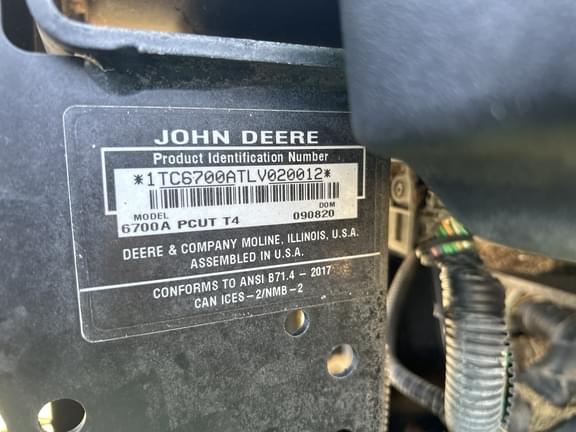 JOHN DEERE
Product Identification Number
*1TC6700ATLV020012*
MODEL DOM
6700A PCUT T4 090820
DEERE & COMPANY MOLINE, ILLINOIS, U.S.A.
ASSEMBLED IN U.S.A.
CONFORMS TO ANSI B71.4 - 2017
CAN ICES-2/NMB-2